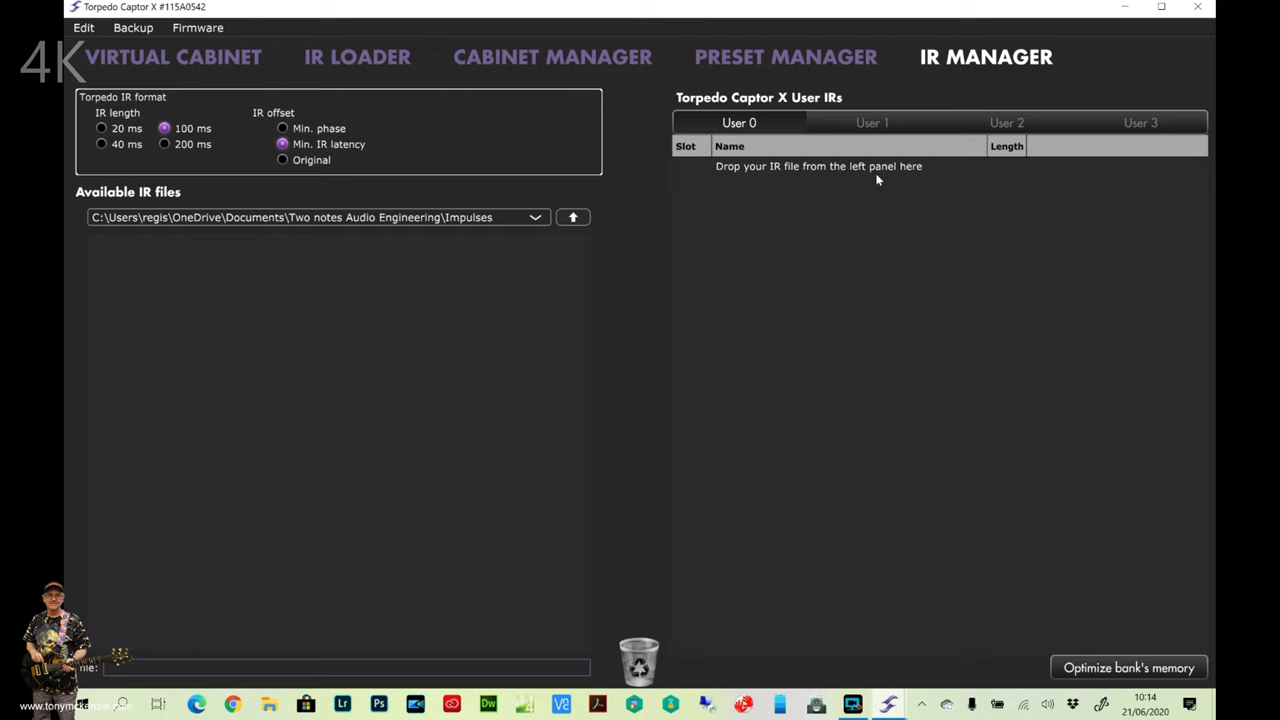 Torpedo Captor X #115A0542
Edit Backup Firmware
4K
VIRTUAL CABINET IR LOADER CABINET MANAGER PRESET MANAGER IR MANAGER
Torpedo IR format
IR length
20 ms 100 ms
40 ms 200 ms
IR offset
Min. phase
Min. IR latency
Original
Available IR files
C:\Users\regis\OneDrive\Documents\Two notes Audio Engineering\Impulses
Torpedo Captor X User IRs
User 0 User 1 User 2 User 3
Slot Name Length
Drop your IR file from the left panel here
Optimize bank's memory
Lr Ps Dw
10:14
21/06/2020